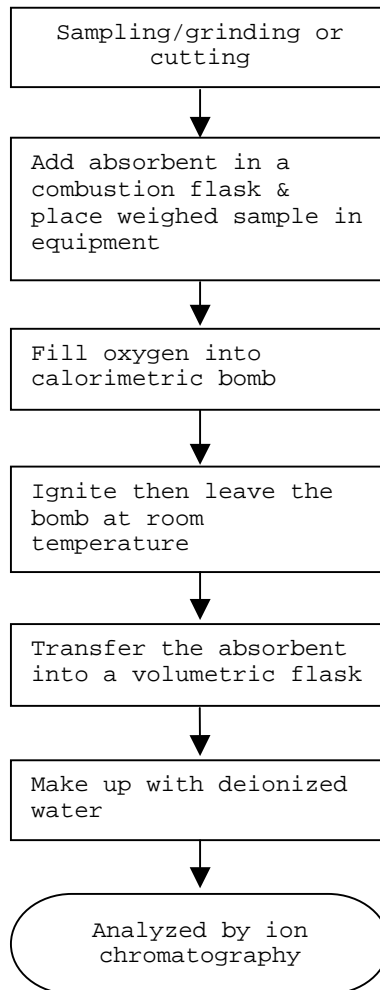 Sampling/grinding or
cutting
Add absorbent in a
combustion flask &
place weighed sample in
equipment
Fill oxygen into
calorimetric bomb
Ignite then leave the
bomb at room
temperature
Transfer the absorbent
into a volumetric flask
Make up with deionized
water
Analyzed by ion
chromatography